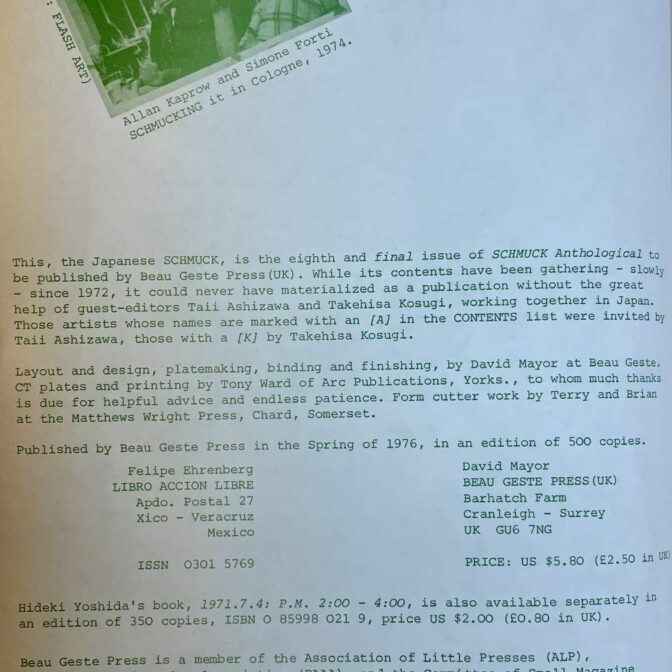 : FLASH ART)
Allan Kaprow and Simone Forti
SCHMUCKING it in Cologne, 1974.
This, the Japanese SCHMUCK, is the eighth and final issue of SCHMUCK Anthological to
be published by Beau Geste Press(UK). While its contents have been gathering - slowly
- since 1972, it could never have materialized as a publication without the great
help of guest-editors Taii Ashizawa and Takehisa Kosugi, working together in Japan.
Those artists whose names are marked with an [A] in the CONTENTS list were invited by
Taii Ashizawa, those with a [K] by Takehisa Kosugi.
Layout and design, platemaking, binding and finishing, by David Mayor at Beau Geste.
CT plates and printing by Tony Ward of Arc Publications, Yorks., to whom much thanks
is due for helpful advice and endless patience. Form cutter work by Terry and Brian
at the Matthews Wright Press, Chard, Somerset.
Published by Beau Geste Press in the Spring of 1976, in an edition of 500 copies.
Felipe Ehrenberg
LIBRO ACCION LIBRE
Apdo. Postal 27
Xico - Veracruz
Mexico
ISSN 0301 5769
David Mayor
BEAU GESTE PRESS(UK)
Barhatch Farm
Cranleigh - Surrey
UK GU6 7NG
PRICE: US $5.80 (£2.50 in UK)
Hideki Yoshida's book, 1971.7.4: P.M. 2:00 - 4:00, is also available separately in
an edition of 350 copies, ISBN 0 85998 021 9, price US $2.00 (£0.80 in UK).
Beau Geste Press is a member of the Association of Little Presses (ALP),
and the Committee of Small Magazine